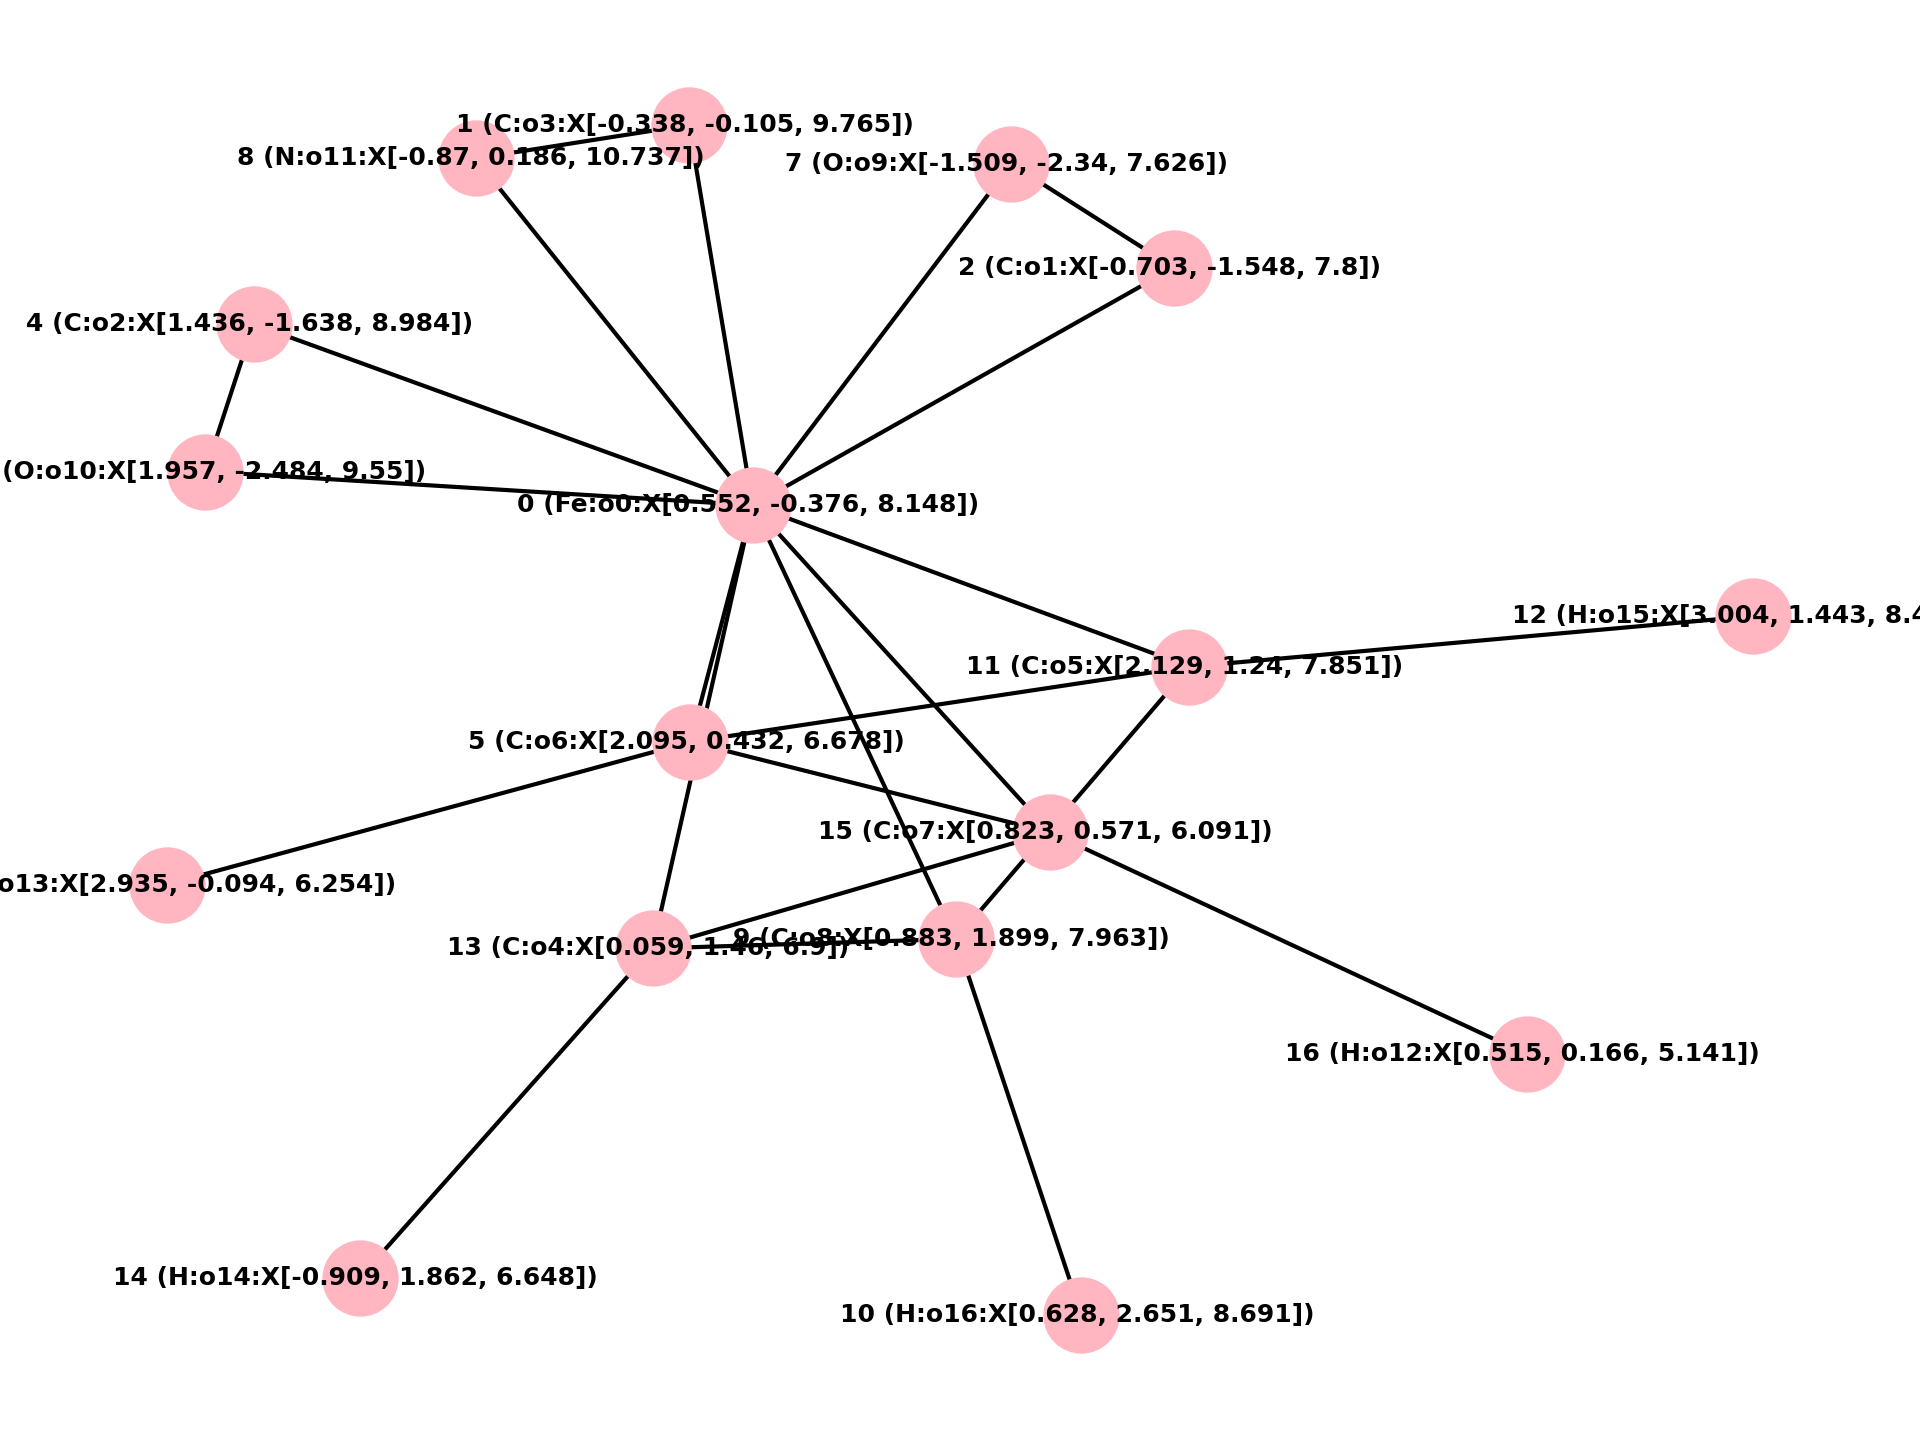 1 (C:o3:X[-0.338, -0.105, 9.765])
8 (N:o11:X[-0.87, 0.186, 10.737])
7 (O:o9:X[-1.509, -2.34, 7.626])
2 (C:o1:X[-0.703, -1.548, 7.8])
4 (C:o2:X[1.436, -1.638, 8.984])
(O:o10:X[1.957, -2.484, 9.55])
0 (Fe:o0:X[0.552, -0.376, 8.148])
12 (H:o15:X[3.004, 1.443, 8.4
11 (C:o5:X[2.129, 1.24, 7.851])
5 (C:o6:X[2.095, 0.432, 6.678])
15 (C:o7:X[0.823, 0.571, 6.091])
o13:X[2.935, -0.094, 6.254])
9 (C:o8:X[0.883, 1.899, 7.963])
13 (C:o4:X[0.059, 1.46, 6.9])
16 (H:o12:X[0.515, 0.166, 5.141])
14 (H:o14:X[-0.909, 1.862, 6.648])
10 (H:o16:X[0.628, 2.651, 8.691])